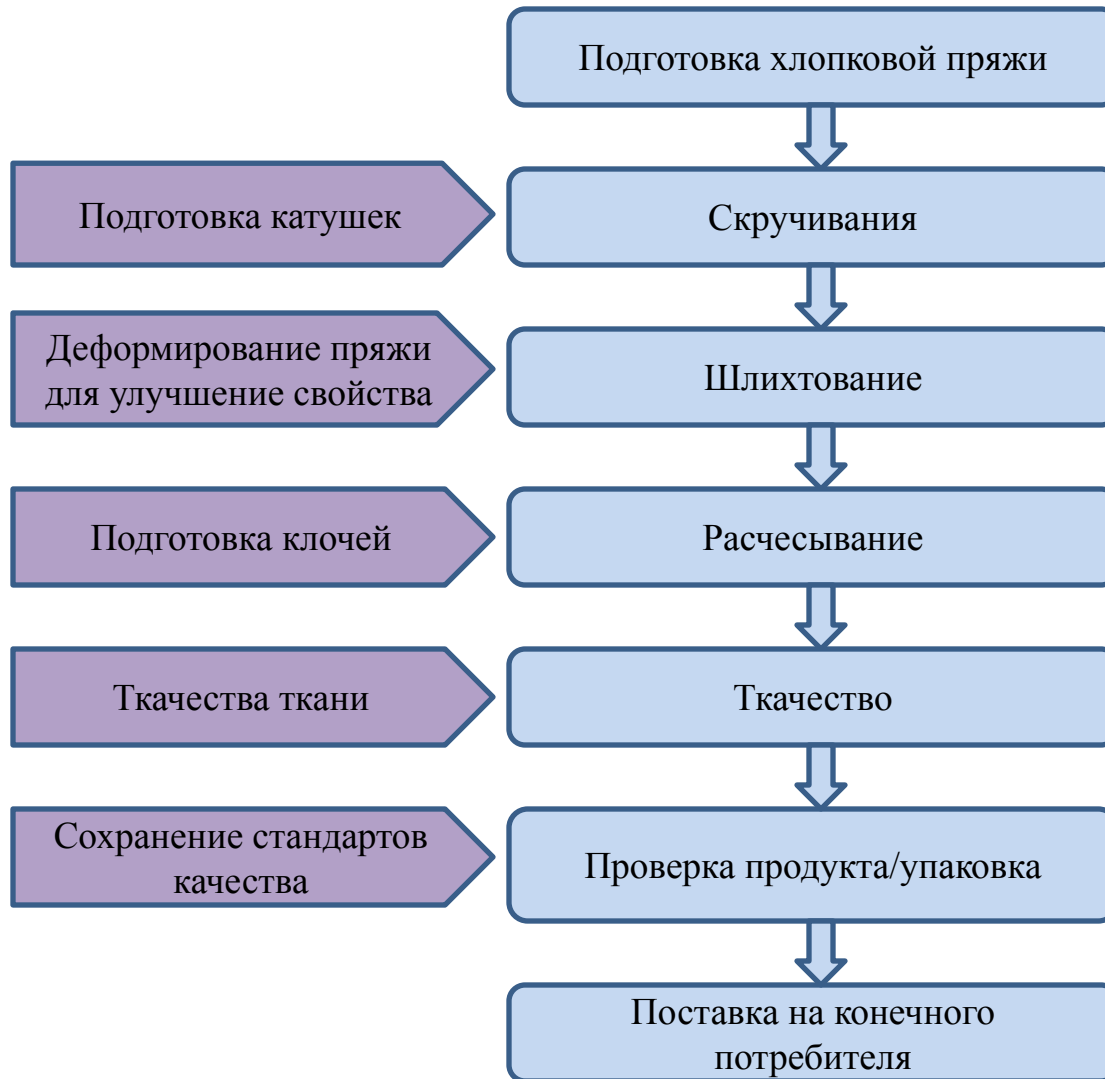 Подготовка хлопковой пряжи
Подготовка катушек
Скручивания
Деформирование пряжи
для улучшение свойства
Шлихтование
Подготовка клочей
Расчесывание
Ткачества ткани
Ткачество
Сохранение стандартов
качества
Проверка продукта/упаковка
Поставка на конечного
потребителя